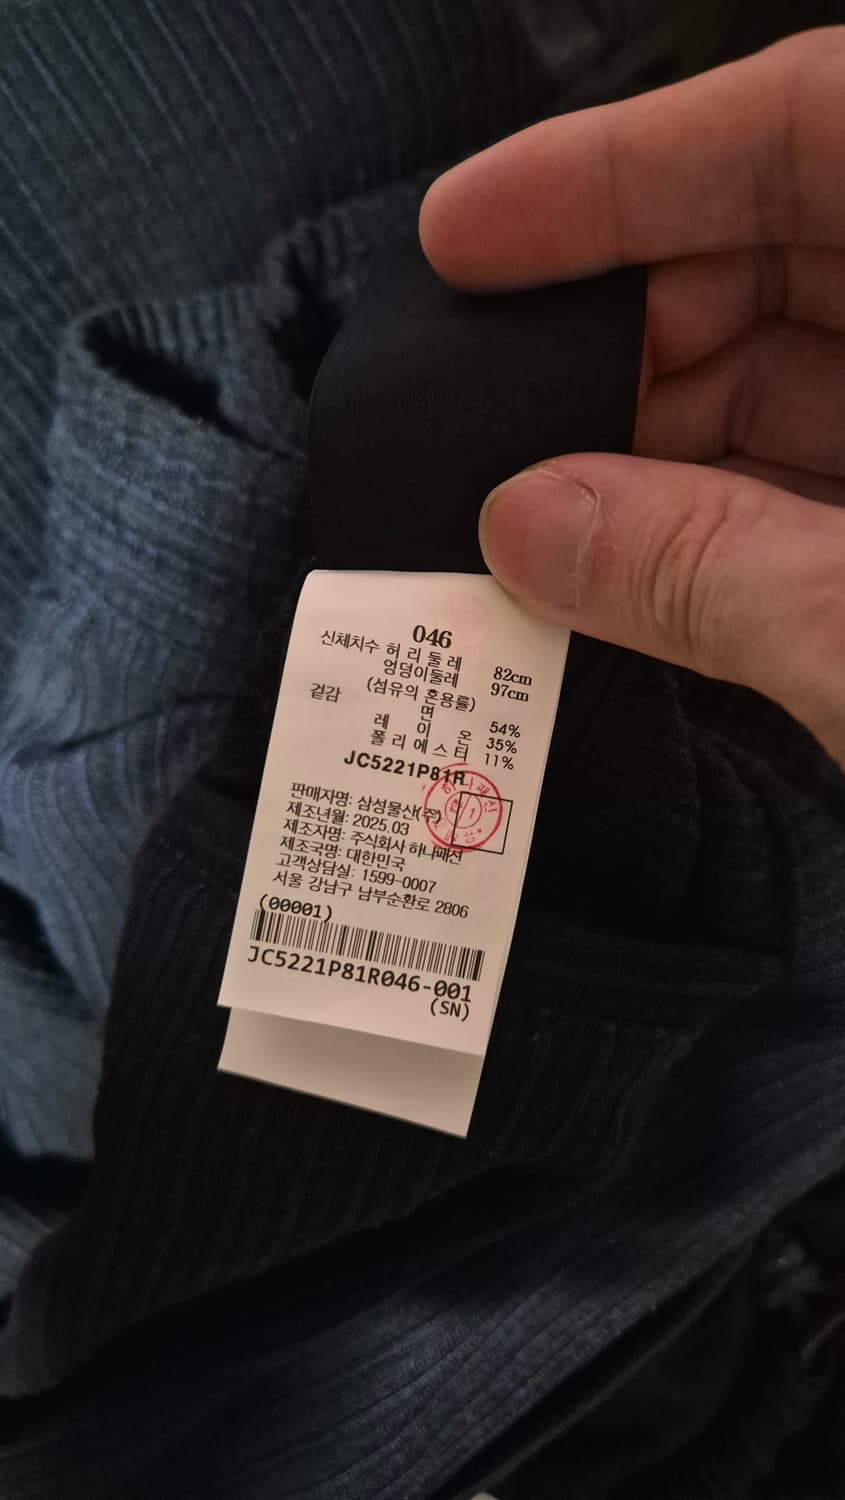 046
신체치수 허 리 둘 레 82cm
엉덩이둘레 97cm
(섬유의 혼용률)
겉감 면 54%
레 이 온 35%
폴 리 에 스 터 11%
JC5221P81R
판매자명: 삼성물산(주)
제조년월: 2025.03
제조자명: 주식회사 하나패션
제조국명: 대한민국
고객상담실: 1599-0007
서울 강남구 남부순환로 2806
(00001)
JC5221P81R046-001
(SN)